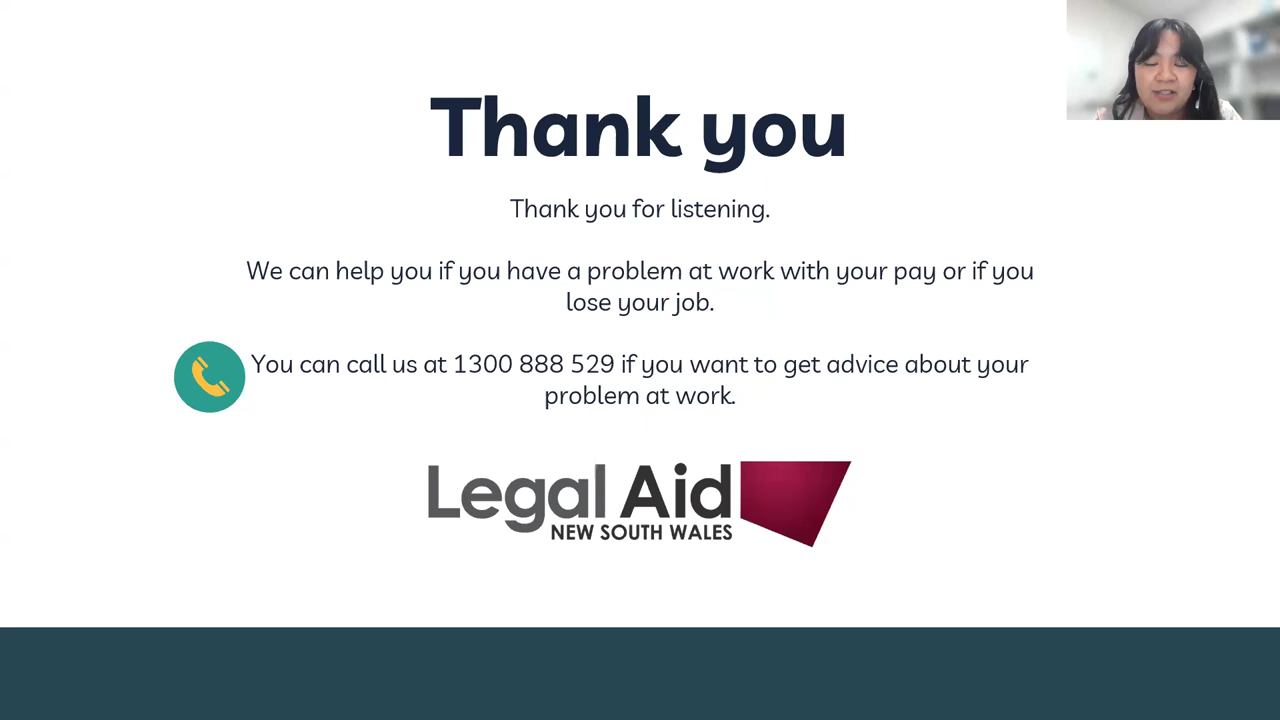 Thank you
Thank you for listening.
We can help you if you have a problem at work with your pay or if you
lose your job.
You can call us at 1300 888 529 if you want to get advice about your
problem at work.
Legal Aid
NEW SOUTH WALES